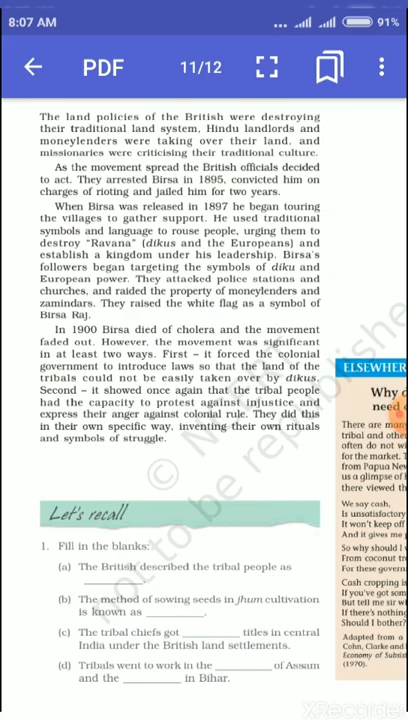 8:07 AM
... 91%
PDF
11/12
The land policies of the British were destroying
their traditional land system, Hindu landlords and
moneylenders were taking over their land, and
missionaries were criticising their traditional culture.
As the movement spread the British officials decided
to act. They arrested Birsa in 1895, convicted him on
charges of rioting and jailed him for two years.
When Birsa was released in 1897 he began touring
the villages to gather support. He used traditional
symbols and language to rouse people, urging them to
destroy "Ravana" (dikus and the Europeans) and
establish a kingdom under his leadership. Birsa's
followers began targeting the symbols of diku and
European power. They attacked police stations and
churches, and raided the property of moneylenders and
zamindars. They raised the white flag as a symbol of
Birsa Raj.
In 1900 Birsa died of cholera and the movement
faded out. However, the movement was significant
in at least two ways. First – it forced the colonial
government to introduce laws so that the land of the
tribals could not be easily taken over by dikus.
Second – it showed once again that the tribal people
had the capacity to protest against injustice and
express their anger against colonial rule. They did this
in their own specific way, inventing their own rituals
and symbols of struggle.
Let's recall
1. Fill in the blanks:
(a) The British described the tribal people as
____________.
(b) The method of sowing seeds in jhum cultivation
is known as ____________.
(c) The tribal chiefs got ____________ titles in central
India under the British land settlements.
(d) Tribals went to work in the ____________ of Assam
and the ____________ in Bihar.
ELSEWHER
Why
need
There are man
tribal and othe
often do not wi
for the market. T
from Papua New
us a glimpse of
there viewed th
We say cash,
Is unsatisfactory
It won't keep off
And it gives me
So why should I
From coconut tr
For these govern
Cash cropping is
If you've got som
But tell me sir w
If there's nothing
Should I bother?
Adapted from a
Cohn, Clarke and
Economy of Subsist
(1970).
©
not to be republished
XRecorder